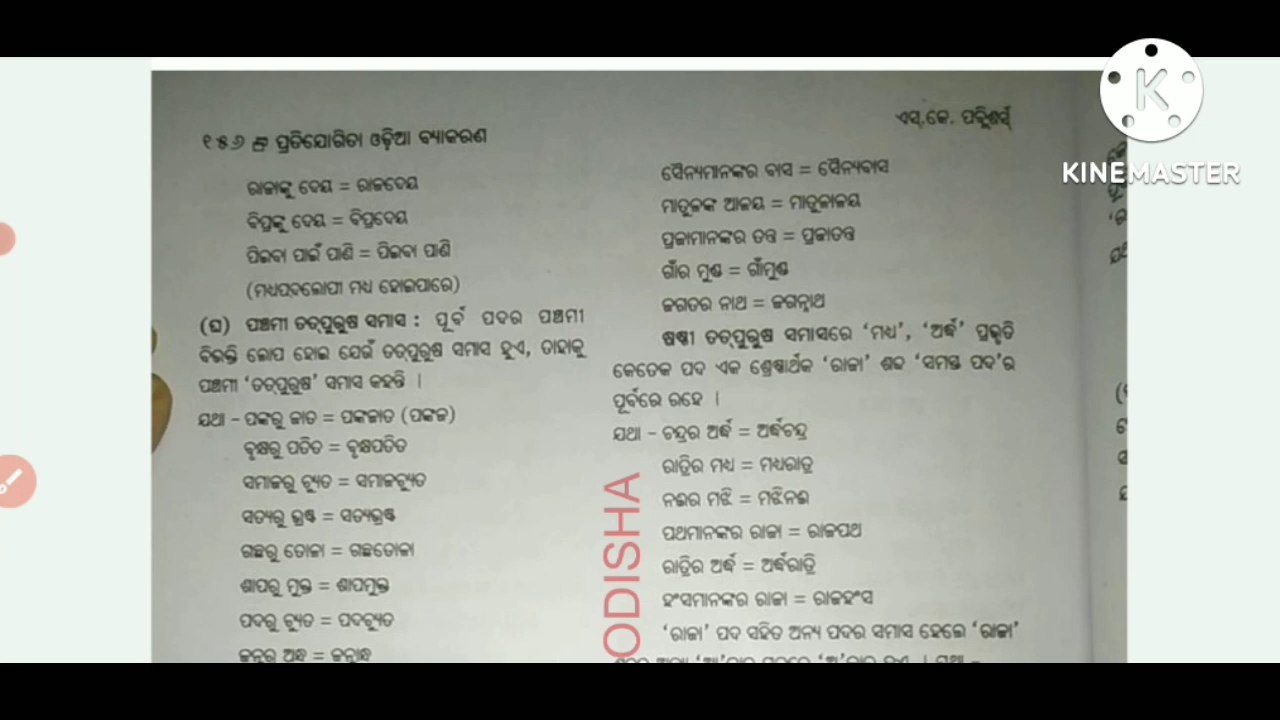 ୧୫୬ ପ୍ରତିଯୋଗିତା ଓଡ଼ିଆ ବ୍ୟାକରଣ
ରାଜାଙ୍କୁ ଦେୟ = ରାଜଦେୟ
ବିପ୍ରଙ୍କୁ ଦେୟ = ବିପ୍ରଦେୟ
ପିଇବା ପାଇଁ ପାଣି = ପିଇବା ପାଣି
(ମଧ୍ୟପଦଲୋପୀ ମଧ୍ୟ ହୋଇପାରେ)
(ଘ) ପଞ୍ଚମୀ ତତ୍‌ପୁରୁଷ ସମାସ : ପୂର୍ବ ପଦର ପଞ୍ଚମୀ
ବିଭକ୍ତି ଲୋପ ହୋଇ ଯେଉଁ ତତ୍‌ପୁରୁଷ ସମାସ ହୁଏ, ତାହାକୁ
ପଞ୍ଚମୀ ‘ତତ୍‌ପୁରୁଷ’ ସମାସ କହନ୍ତି ।
ଯଥା - ପଙ୍କରୁ ଜାତ = ପଙ୍କଜାତ (ପଙ୍କଜ)
ବୃକ୍ଷରୁ ପତିତ = ବୃକ୍ଷପତିତ
ସମାଜରୁ ଚ୍ୟୁତ = ସମାଜଚ୍ୟୁତ
ସତ୍ୟରୁ ଭ୍ରଷ୍ଟ = ସତ୍ୟଭ୍ରଷ୍ଟ
ଗଛରୁ ତୋଳା = ଗଛତୋଳା
ଶାପରୁ ମୁକ୍ତ = ଶାପମୁକ୍ତ
ପଦରୁ ଚ୍ୟୁତ = ପଦଚ୍ୟୁତ
ଜନ୍ମରୁ ଅନ୍ଧ = ଜନ୍ମାନ୍ଧ
ଏସ୍.କେ. ପବ୍ଲିଶର୍ସ୍
ସୈନ୍ୟମାନଙ୍କର ବାସ = ସୈନ୍ୟବାସ
ମାତୁଳଙ୍କ ଆଳୟ = ମାତୁଳାଳୟ
ପ୍ରଜାମାନଙ୍କର ତନ୍ତ୍ର = ପ୍ରଜାତନ୍ତ୍ର
ଗାଁର ମୁଣ୍ଡ = ଗାଁମୁଣ୍ଡ
ଜଗତର ନାଥ = ଜଗନ୍ନାଥ
ଷଷ୍ଠୀ ତତ୍‌ପୁରୁଷ ସମାସରେ ‘ମଧ୍ୟ’, ‘ଅର୍ଦ୍ଧ’ ପ୍ରଭୃତି
କେତେକ ପଦ ଏବଂ ଶ୍ରେଷ୍ଠାର୍ଥକ ‘ରାଜା’ ଶବ୍ଦ ‘ସମସ୍ତ ପଦ’ର
ପୂର୍ବରେ ରହେ ।
ଯଥା - ଚନ୍ଦ୍ରର ଅର୍ଦ୍ଧ = ଅର୍ଦ୍ଧଚନ୍ଦ୍ର
ରାତ୍ରିର ମଧ୍ୟ = ମଧ୍ୟରାତ୍ର
ନଈର ମଝି = ମଝିନଈ
ପଥମାନଙ୍କର ରାଜା = ରାଜପଥ
ରାତ୍ରିର ଅର୍ଦ୍ଧ = ଅର୍ଦ୍ଧରାତ୍ରି
ହଂସମାନଙ୍କର ରାଜା = ରାଜହଂସ
‘ରାଜା’ ପଦ ସହିତ ଅନ୍ୟ ପଦର ସମାସ ହେଲେ ‘ରାଜା’
ODISHA
KINEMASTER